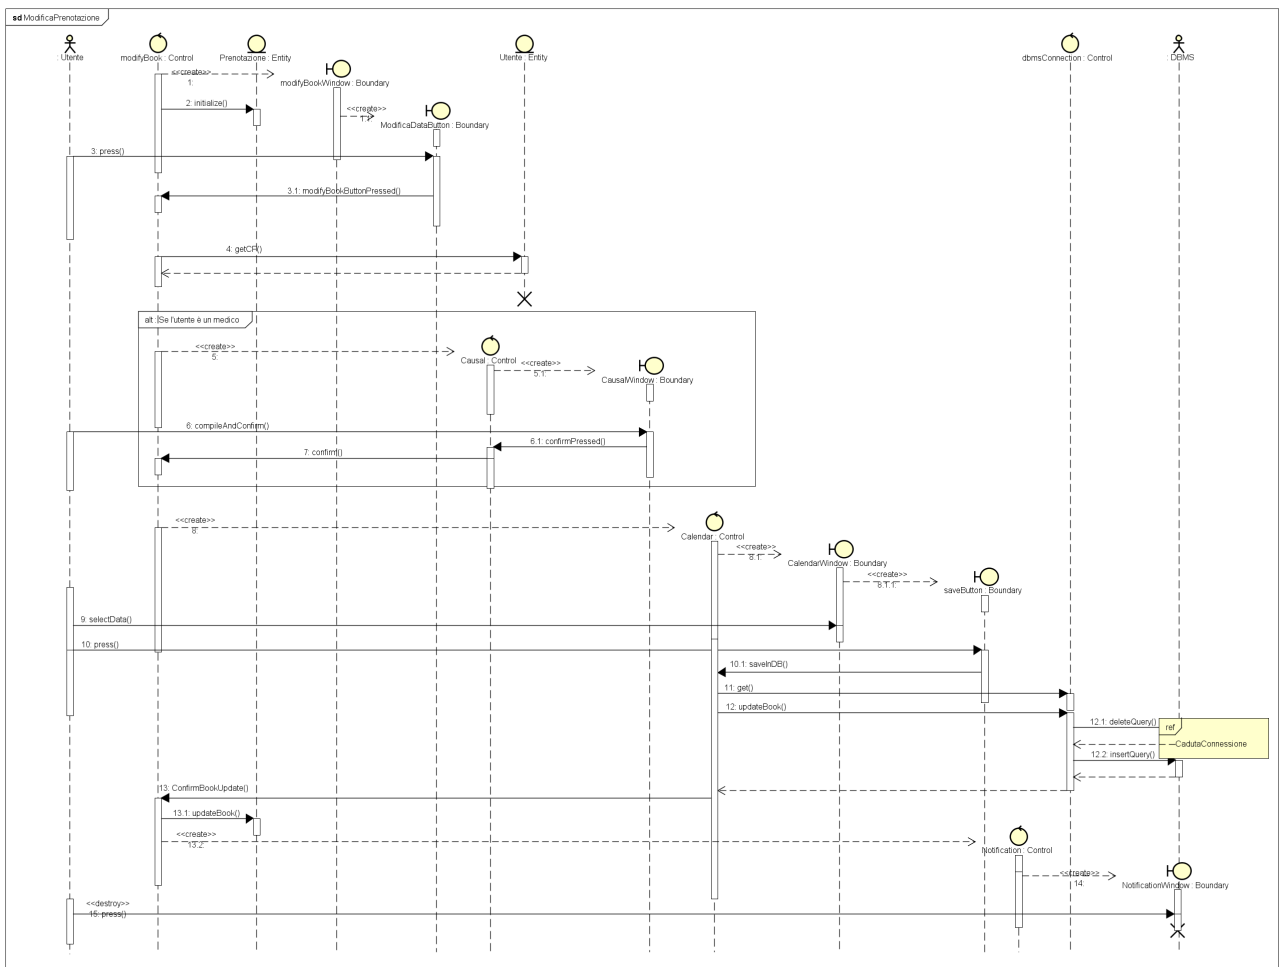 sd ModificaPrenotazione
: Utente
modifyBook : Control
Prenotazione : Entity
Utente : Entity
dbmsConnection : Control
: DBMS
<<create>>
1:
modifyBookWindow : Boundary
2: initialize()
<<create>>
1.1:
ModificaDataButton : Boundary
3: press()
3.1: modifyBookButtonPressed()
4: getCF()
alt : Se l'utente è un medico
<<create>>
5:
Causal : Control
<<create>>
5.1:
CausalWindow : Boundary
6: compileAndConfirm()
6.1: confirmPressed()
7: confirm()
<<create>>
8:
Calendar : Control
<<create>>
8.1:
CalendarWindow : Boundary
<<create>>
8.1.1:
saveButton : Boundary
9: selectData()
10: press()
10.1: saveInDB()
11: get()
12: updateBook()
12.1: deleteQuery()
ref
CadutaConnessione
12.2: insertQuery()
13: ConfirmBookUpdate()
13.1: updateBook()
<<create>>
13.2:
Notification : Control
<<create>>
14:
NotificationWindow : Boundary
<<destroy>>
15: press()